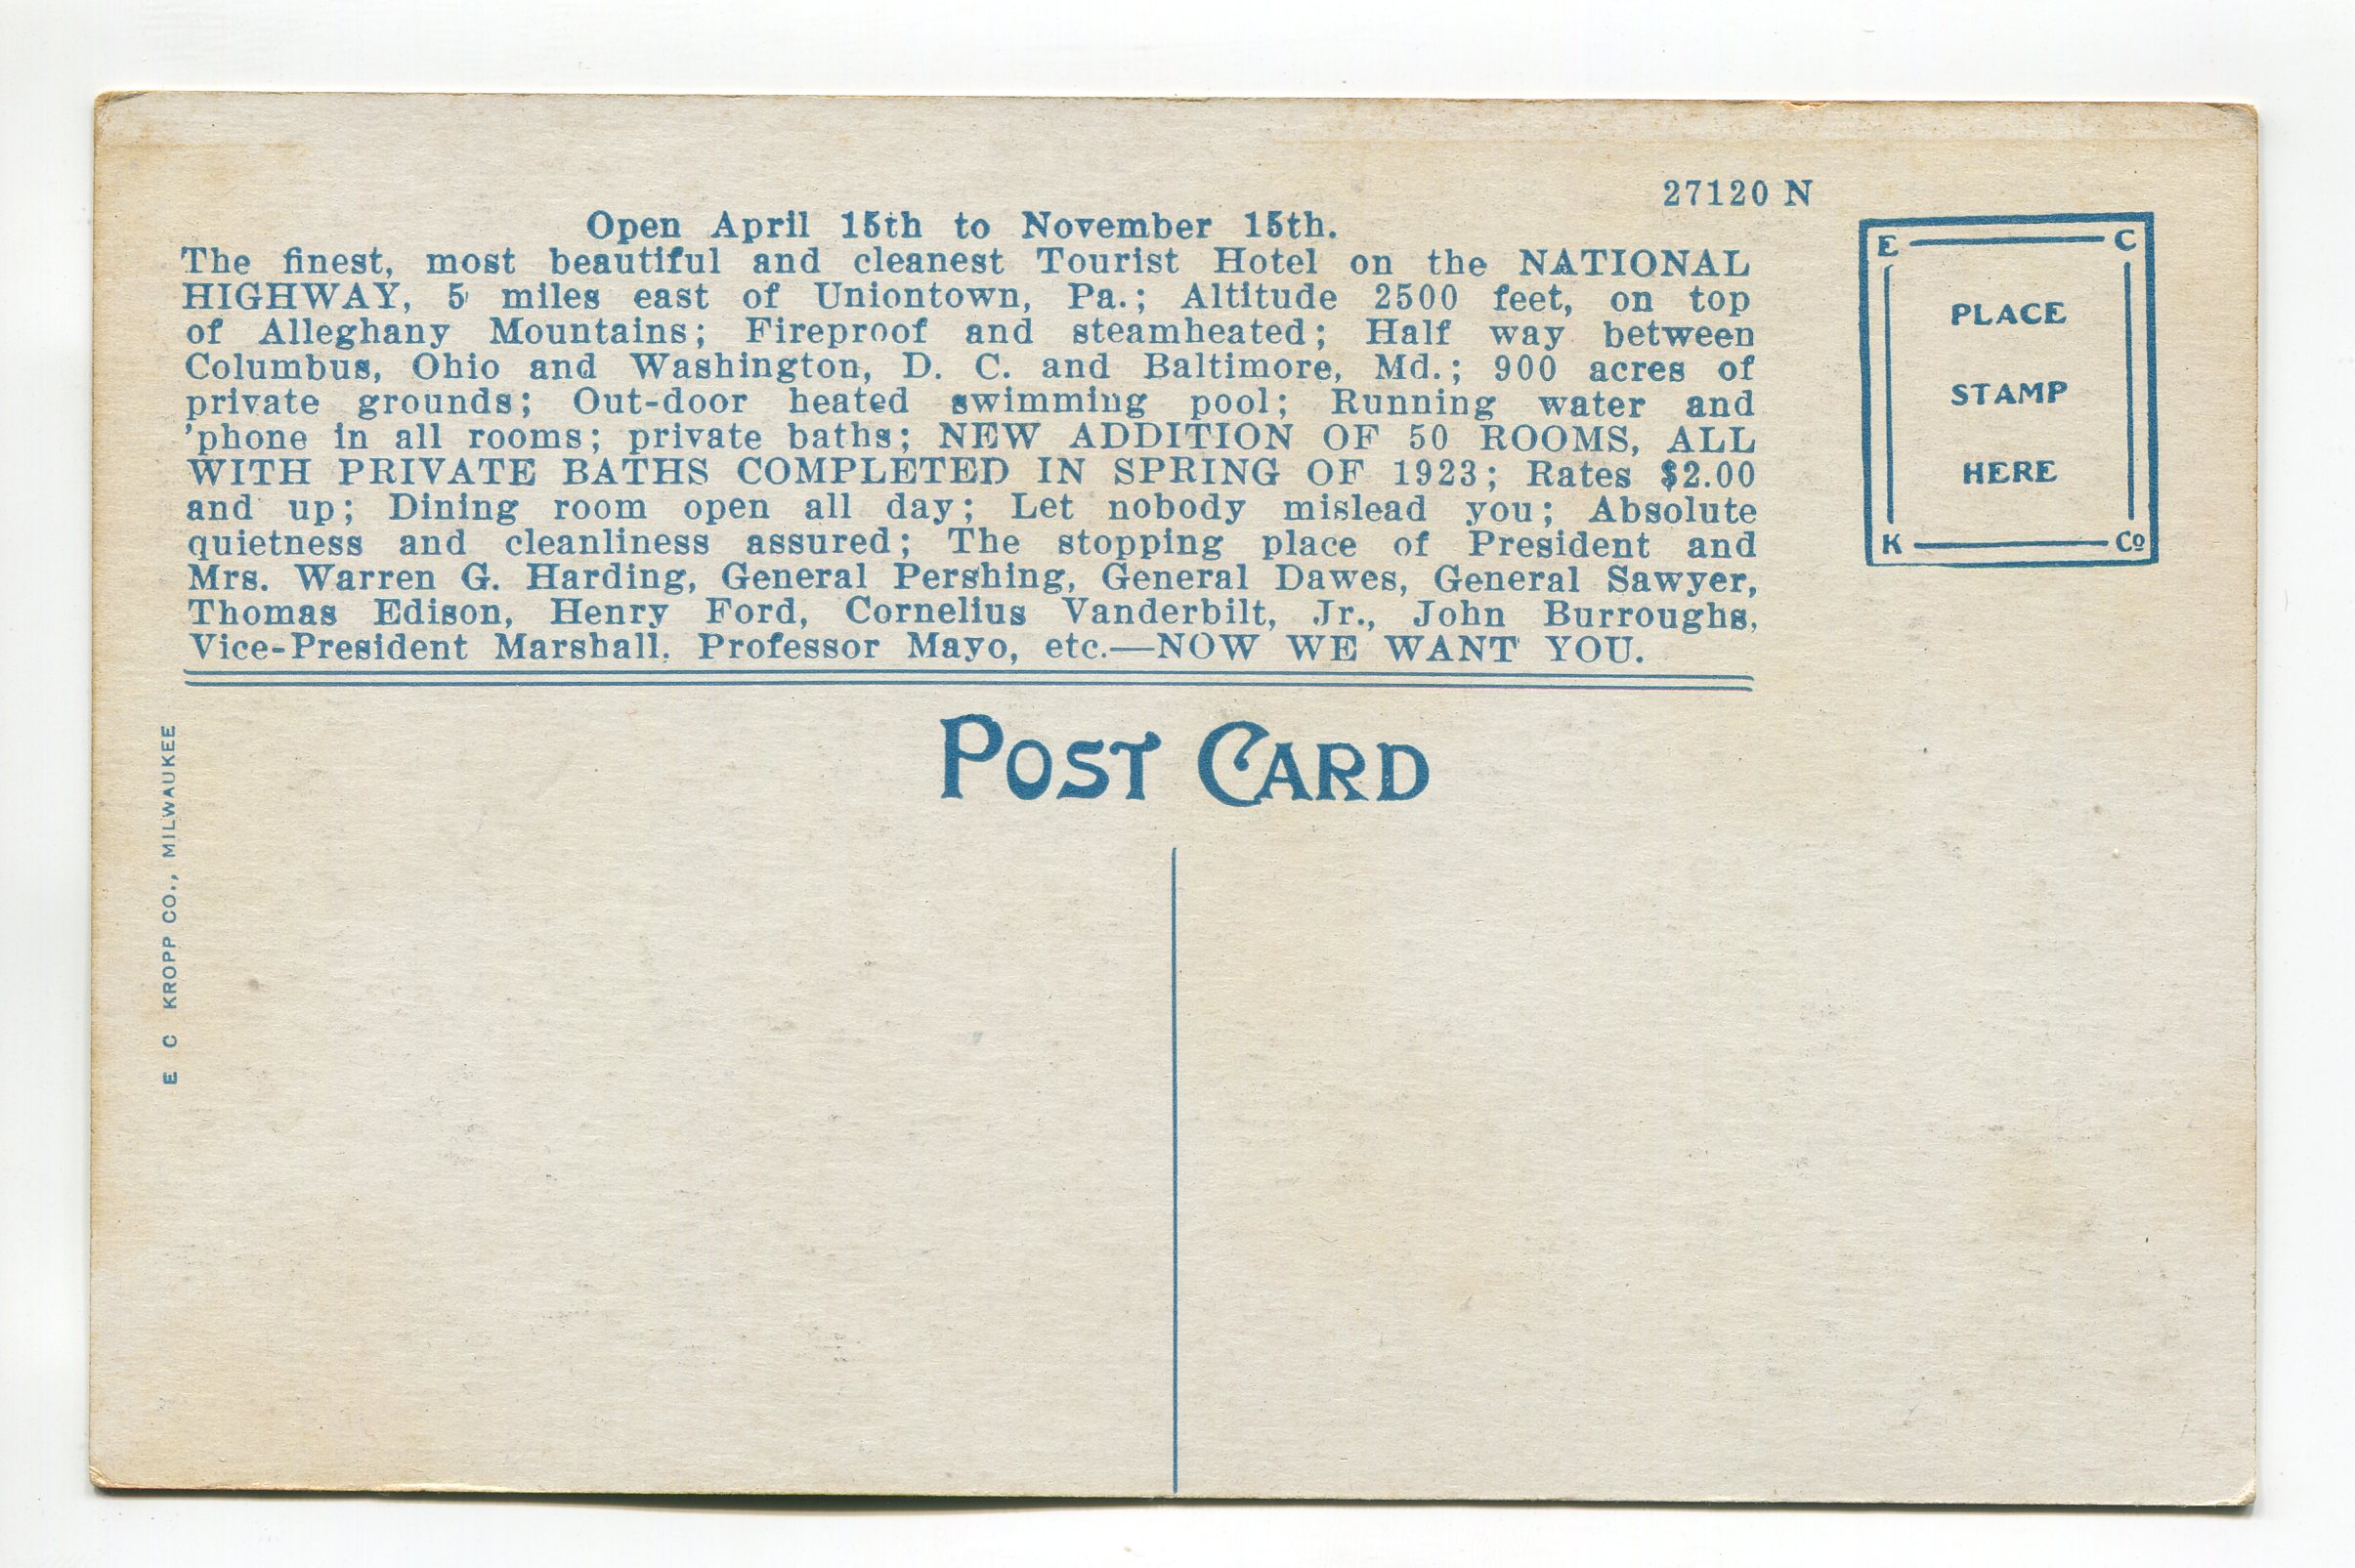 27120 N
Open April 15th to November 15th.
The finest, most beautiful and cleanest Tourist Hotel on the NATIONAL
HIGHWAY, 5 miles east of Uniontown, Pa.; Altitude 2500 feet, on top
of Alleghany Mountains; Fireproof and steamheated; Half way between
Columbus, Ohio and Washington, D. C. and Baltimore, Md.; 900 acres of
private grounds; Out-door heated swimming pool; Running water and
'phone in all rooms; private baths; NEW ADDITION OF 50 ROOMS, ALL
WITH PRIVATE BATHS COMPLETED IN SPRING OF 1923; Rates $2.00
and up; Dining room open all day; Let nobody mislead you; Absolute
quietness and cleanliness assured; The stopping place of President and
Mrs. Warren G. Harding, General Pershing, General Dawes, General Sawyer,
Thomas Edison, Henry Ford, Cornelius Vanderbilt, Jr., John Burroughs,
Vice-President Marshall, Professor Mayo, etc.—NOW WE WANT YOU.
E C
PLACE
STAMP
HERE
K Co
POST CARD
E C KROPP CO., MILWAUKEE